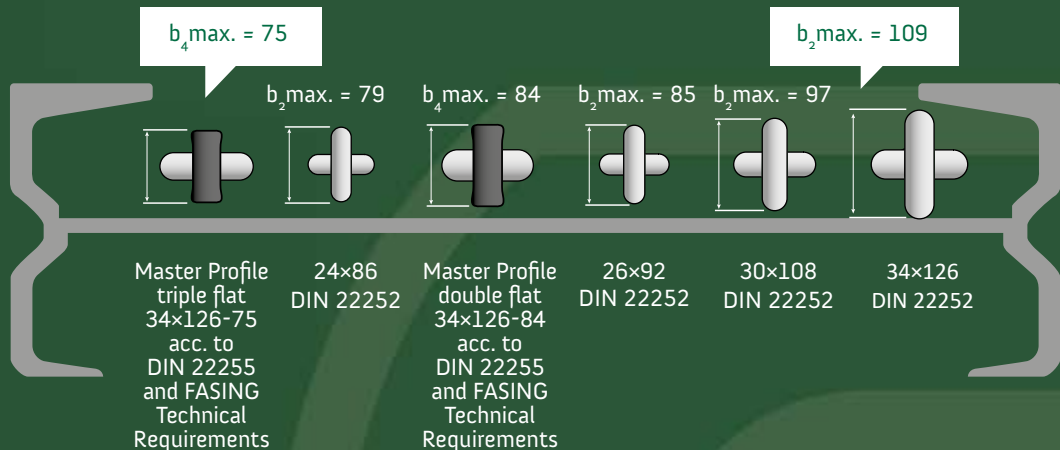 b₄max. = 75
b₂max. = 109
b₂max. = 79
b₄max. = 84
b₂max. = 85
b₂max. = 97
Master Profile
triple flat
34×126-75
acc. to
DIN 22255
and FASING
Technical
Requirements
24×86
DIN 22252
Master Profile
double flat
34×126-84
acc. to
DIN 22255
and FASING
Technical
Requirements
26×92
DIN 22252
30×108
DIN 22252
34×126
DIN 22252